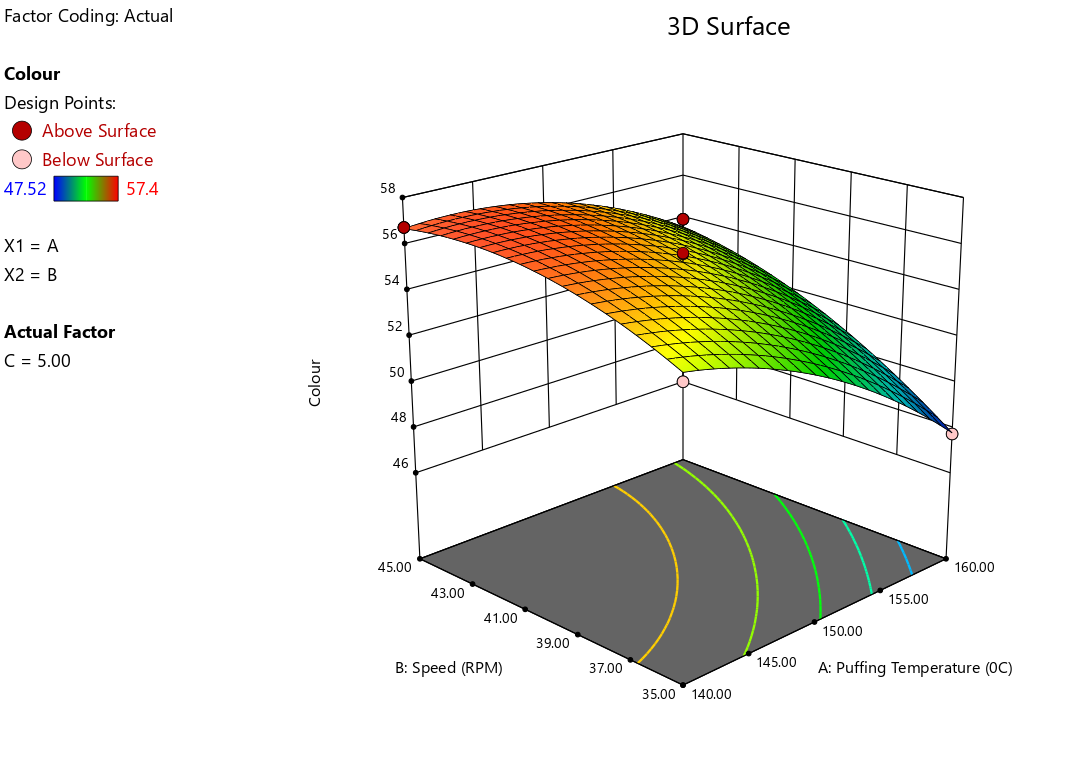 Factor Coding: Actual
3D Surface
Colour
Design Points:
Above Surface
Below Surface
47.52 57.4
X1 = A
X2 = B
Actual Factor
C = 5.00
Colour
58
56
54
52
50
48
46
45.00
43.00
41.00
39.00
37.00
35.00
B: Speed (RPM)
140.00
145.00
150.00
155.00
160.00
A: Puffing Temperature (0C)